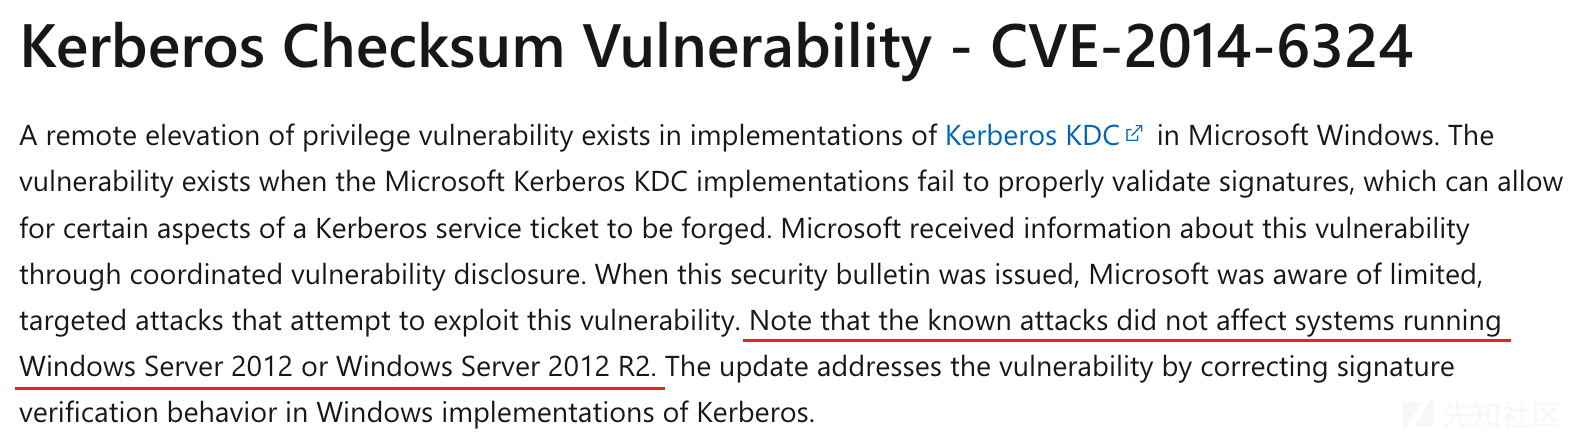 Kerberos Checksum Vulnerability - CVE-2014-6324
A remote elevation of privilege vulnerability exists in implementations of Kerberos KDC in Microsoft Windows. The
vulnerability exists when the Microsoft Kerberos KDC implementations fail to properly validate signatures, which can allow
for certain aspects of a Kerberos service ticket to be forged. Microsoft received information about this vulnerability
through coordinated vulnerability disclosure. When this security bulletin was issued, Microsoft was aware of limited,
targeted attacks that attempt to exploit this vulnerability. Note that the known attacks did not affect systems running
Windows Server 2012 or Windows Server 2012 R2. The update addresses the vulnerability by correcting signature
verification behavior in Windows implementations of Kerberos.
先知社区